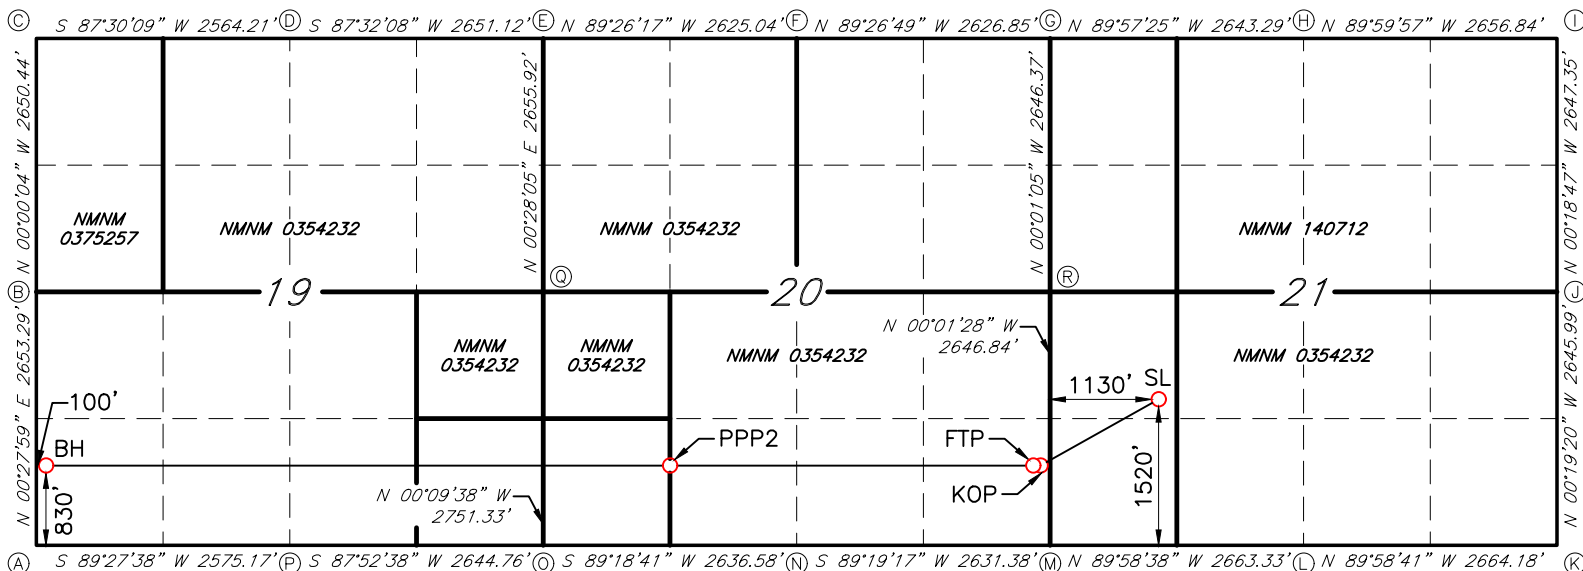 C S 87°30'09" W 2564.21' D S 87°32'08" W 2651.12' E N 89°26'17" W 2625.04' F N 89°26'49" W 2626.85' G N 89°57'25" W 2643.29' H N 89°59'57" W 2656.84' I
N 00°00'04" W 2650.44'
N 00°28'05" E 2655.92'
N 00°01'05" W 2646.37'
N 00°18'47" W 2647.35'
NMNM
0375257
NMNM 0354232
NMNM 0354232
NMNM 140712
B 19 Q 20 R 21 J
N 00°27'59" E 2653.29'
NMNM
0354232
NMNM
0354232
NMNM 0354232
N 00°01'28" W
2646.84'
NMNM 0354232
N 00°19'20" W 2645.99'
100'
1130' SL
BH
PPP2
FTP
KOP
830'
N 00°09'38" W
2751.33'
1520'
A S 89°27'38" W 2575.17' P S 87°52'38" W 2644.76' O S 89°18'41" W 2636.58' N S 89°19'17" W 2631.38' M N 89°58'38" W 2663.33' L N 89°58'41" W 2664.18' K